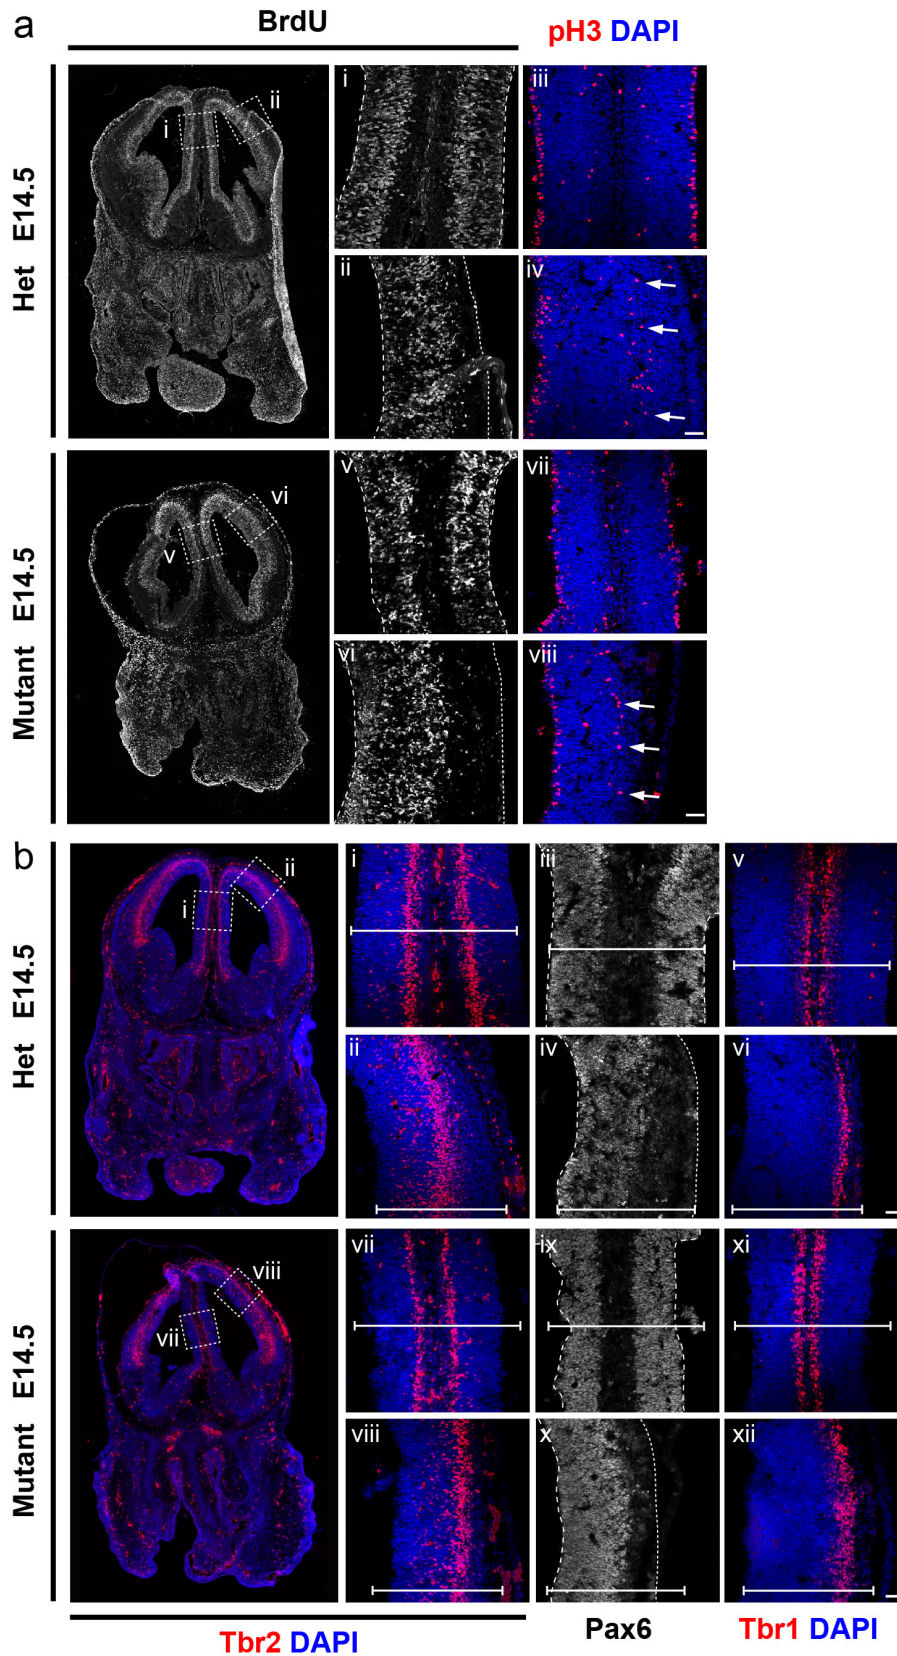 a
BrdU
pH3 DAPI
Het E14.5
i
ii
i
iii
ii
iv
Mutant E14.5
v
vi
v
vii
vi
viii
b
Het E14.5
i
ii
i
iii
v
ii
iv
vi
Mutant E14.5
vii
viii
vii
ix
xi
viii
x
xii
Tbr2 DAPI
Pax6
Tbr1 DAPI